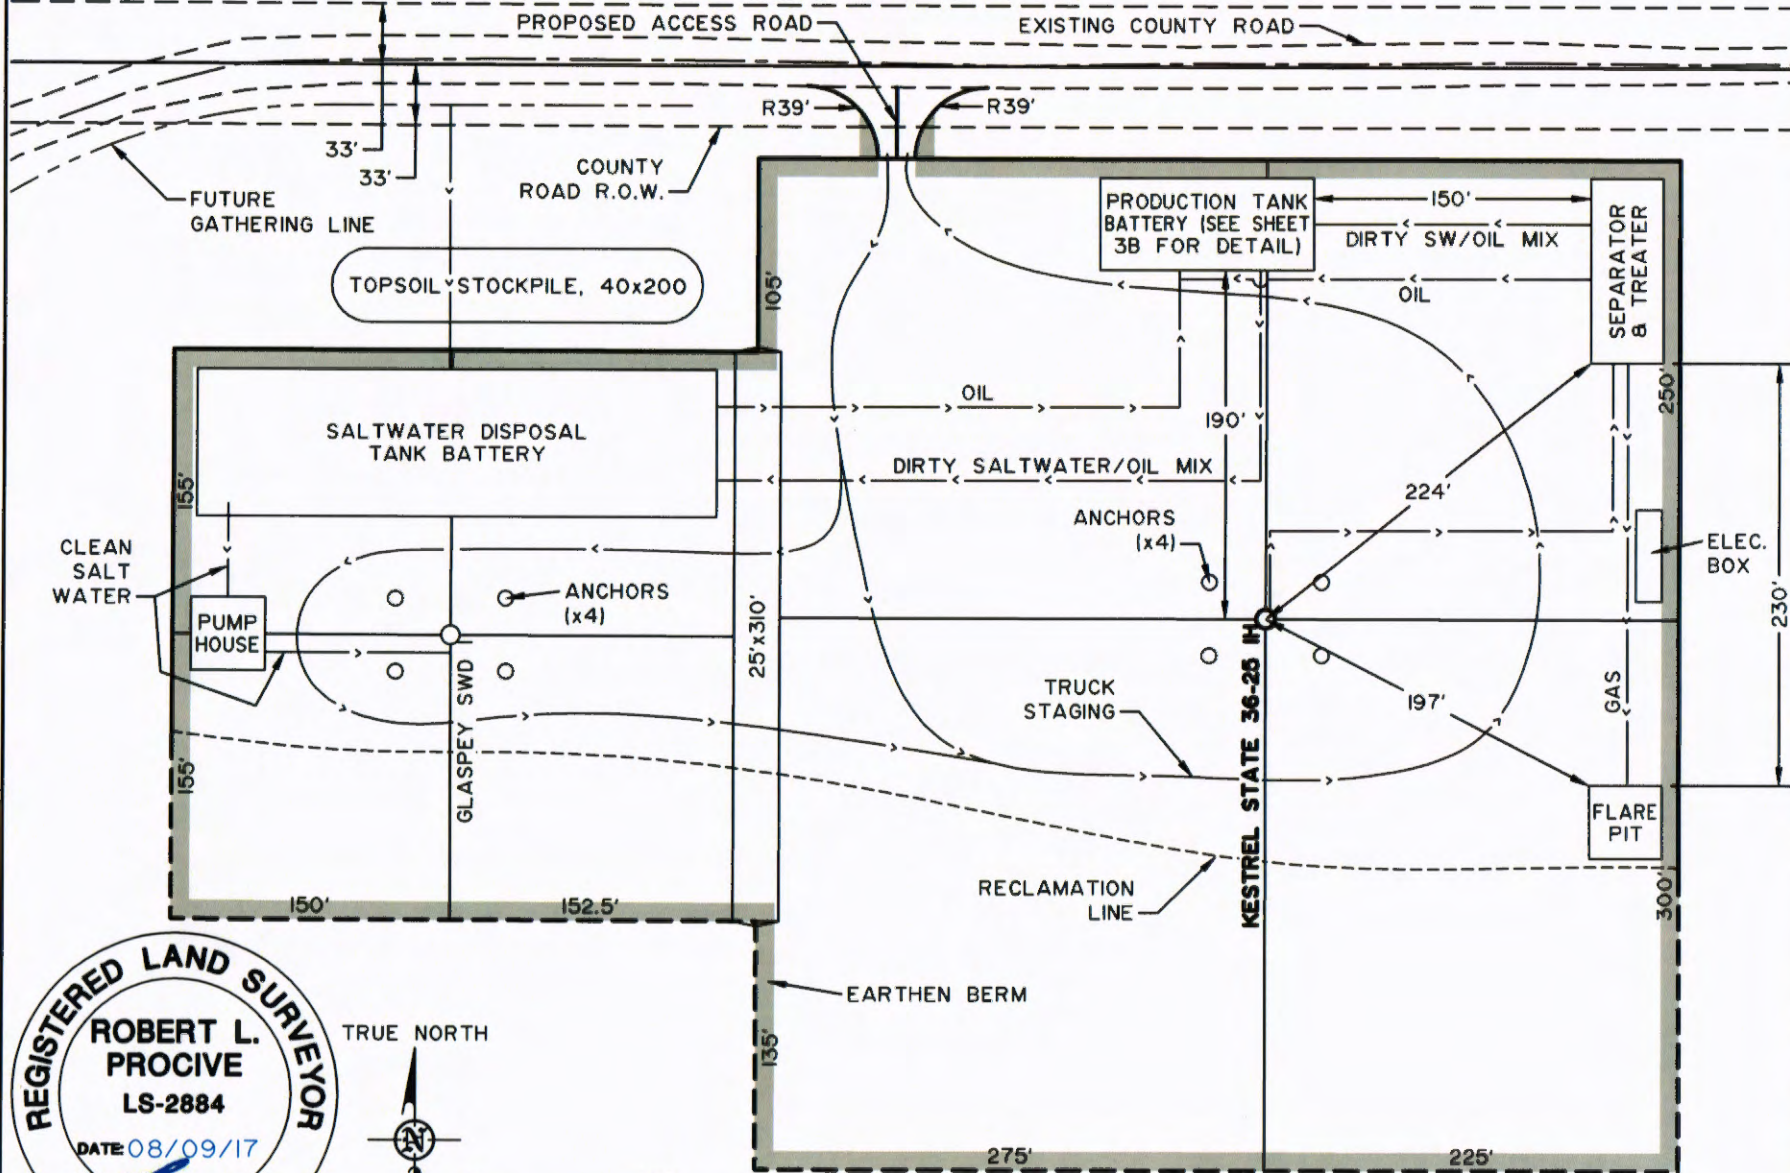 PROPOSED ACCESS ROAD
EXISTING COUNTY ROAD
R39'
R39'
33'
33'
COUNTY
ROAD R.O.W.
FUTURE
GATHERING LINE
TOPSOIL STOCKPILE, 40x200
105'
PRODUCTION TANK
BATTERY (SEE SHEET
3B FOR DETAIL)
150'
DIRTY SW/OIL MIX
OIL
SEPARATOR
& TREATER
250'
SALTWATER DISPOSAL
TANK BATTERY
155'
OIL
190'
DIRTY SALTWATER/OIL MIX
224'
ANCHORS
(x4)
ELEC.
BOX
230'
CLEAN
SALT
WATER
PUMP
HOUSE
ANCHORS
(x4)
GLASPEY SWD 1
25'x310'
KESTREL STATE 36-25 1H
TRUCK
STAGING
197'
GAS
FLARE
PIT
155'
RECLAMATION
LINE
300'
150'
152.5'
EARTHEN BERM
135'
275'
225'
REGISTERED LAND SURVEYOR
ROBERT L.
PROCIVE
LS-2884
DATE: 08/09/17
TRUE NORTH
N